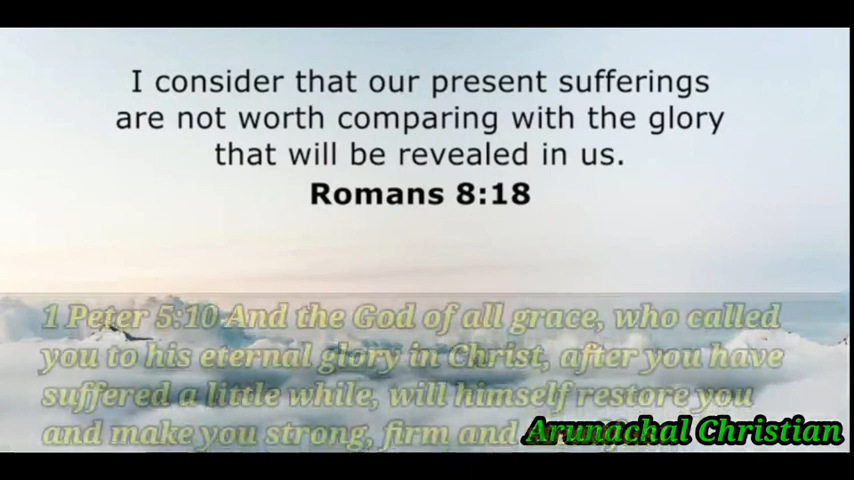 I consider that our present sufferings
are not worth comparing with the glory
that will be revealed in us.
Romans 8:18
1 Peter 5:10 And the God of all grace, who called
you to his eternal glory in Christ, after you have
suffered a little while, will himself restore you
and make you strong, firm and
Arunachal Christian